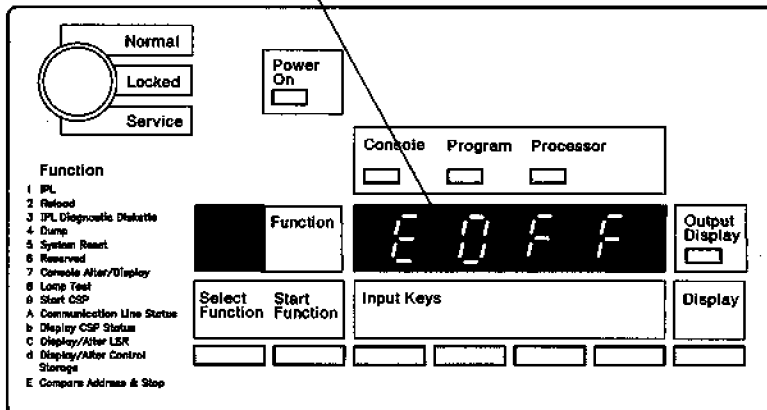 Normal
Locked
Service
Power
On
Console Program Processor
Function
1 IPL
2 Reload
3 IPL Diagnostic Diskette
4 Dump
5 System Reset
6 Reserved
7 Console Alter/Display
8 Lamp Test
9 Start CSP
A Communication Line Status
b Display CSP Status
C Display/Alter LSR
d Display/Alter Control
Storage
E Compare Address & Stop
Function
E 0 F F
Output
Display
Select
Function
Start
Function
Input Keys
Display